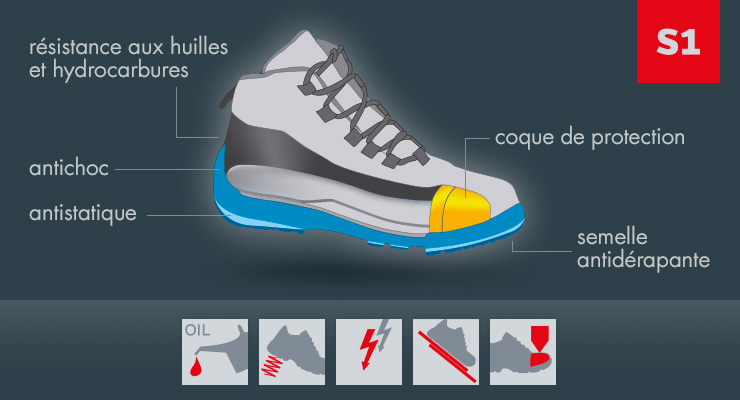 S1
résistance aux huilles
et hydrocarbures
coque de protection
antichoc
antistatique
semelle
antidérapante
OIL